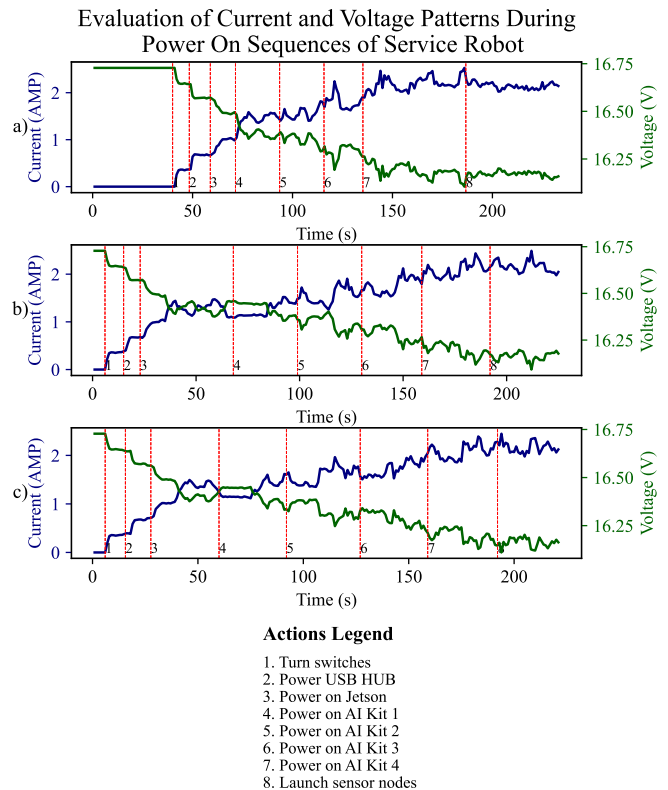 Evaluation of Current and Voltage Patterns During
Power On Sequences of Service Robot
a)
Current (AMP)
2
1
0
1 2 3 4 5 6 7 8
0 50 100 150 200
Time (s)
16.75
16.50
16.25
Voltage (V)
b)
Current (AMP)
2
1
0
1 2 3 4 5 6 7 8
0 50 100 150 200
Time (s)
16.75
16.50
16.25
Voltage (V)
c)
Current (AMP)
2
1
0
1 2 3 4 5 6 7 8
0 50 100 150 200
Time (s)
16.75
16.50
16.25
Voltage (V)
Actions Legend
1. Turn switches
2. Power USB HUB
3. Power on Jetson
4. Power on AI Kit 1
5. Power on AI Kit 2
6. Power on AI Kit 3
7. Power on AI Kit 4
8. Launch sensor nodes